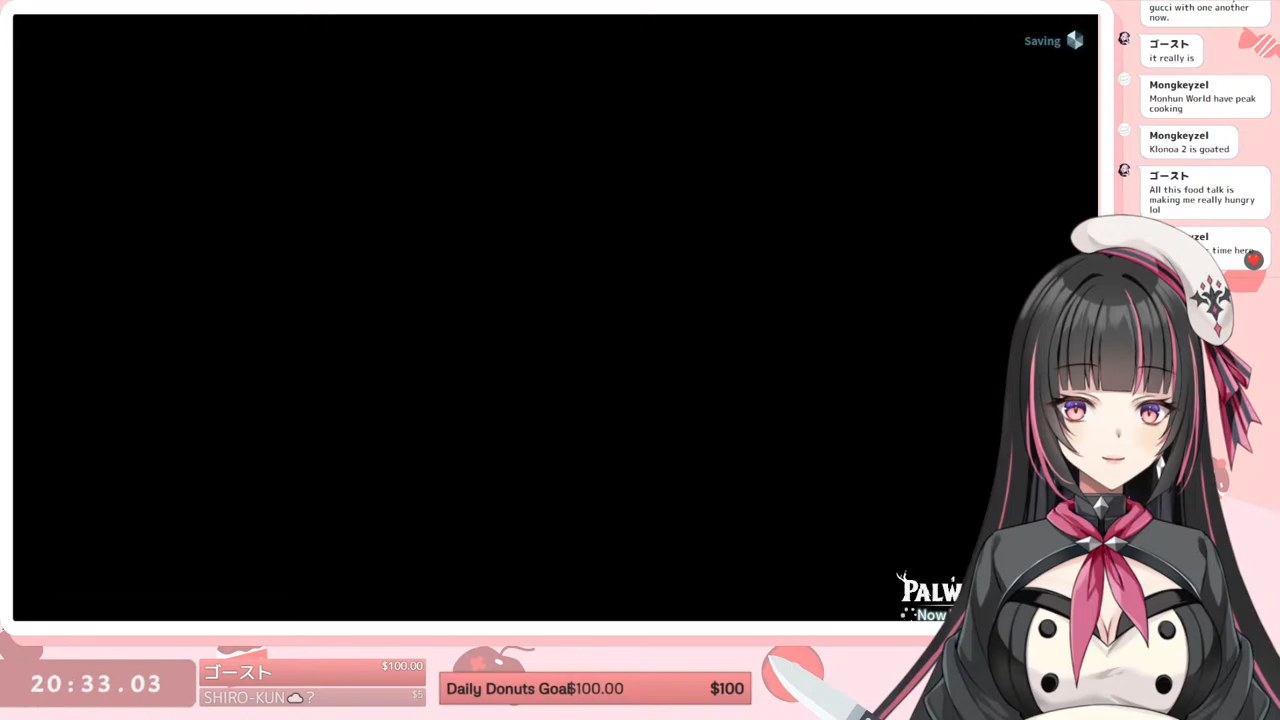 gucci with one another
now.
Saving
ゴースト
it really is
Mongkeyzel
Monhun World have peak
cooking
Mongkeyzel
Klonoa 2 is goated
ゴースト
All this food talk is
making me really hungry
lol
zel
time here
PALW
Now
20:33.03
ゴースト
$100.00
SHIRO-KUN☁?
$5
Daily Donuts Goal
$100.00
$100